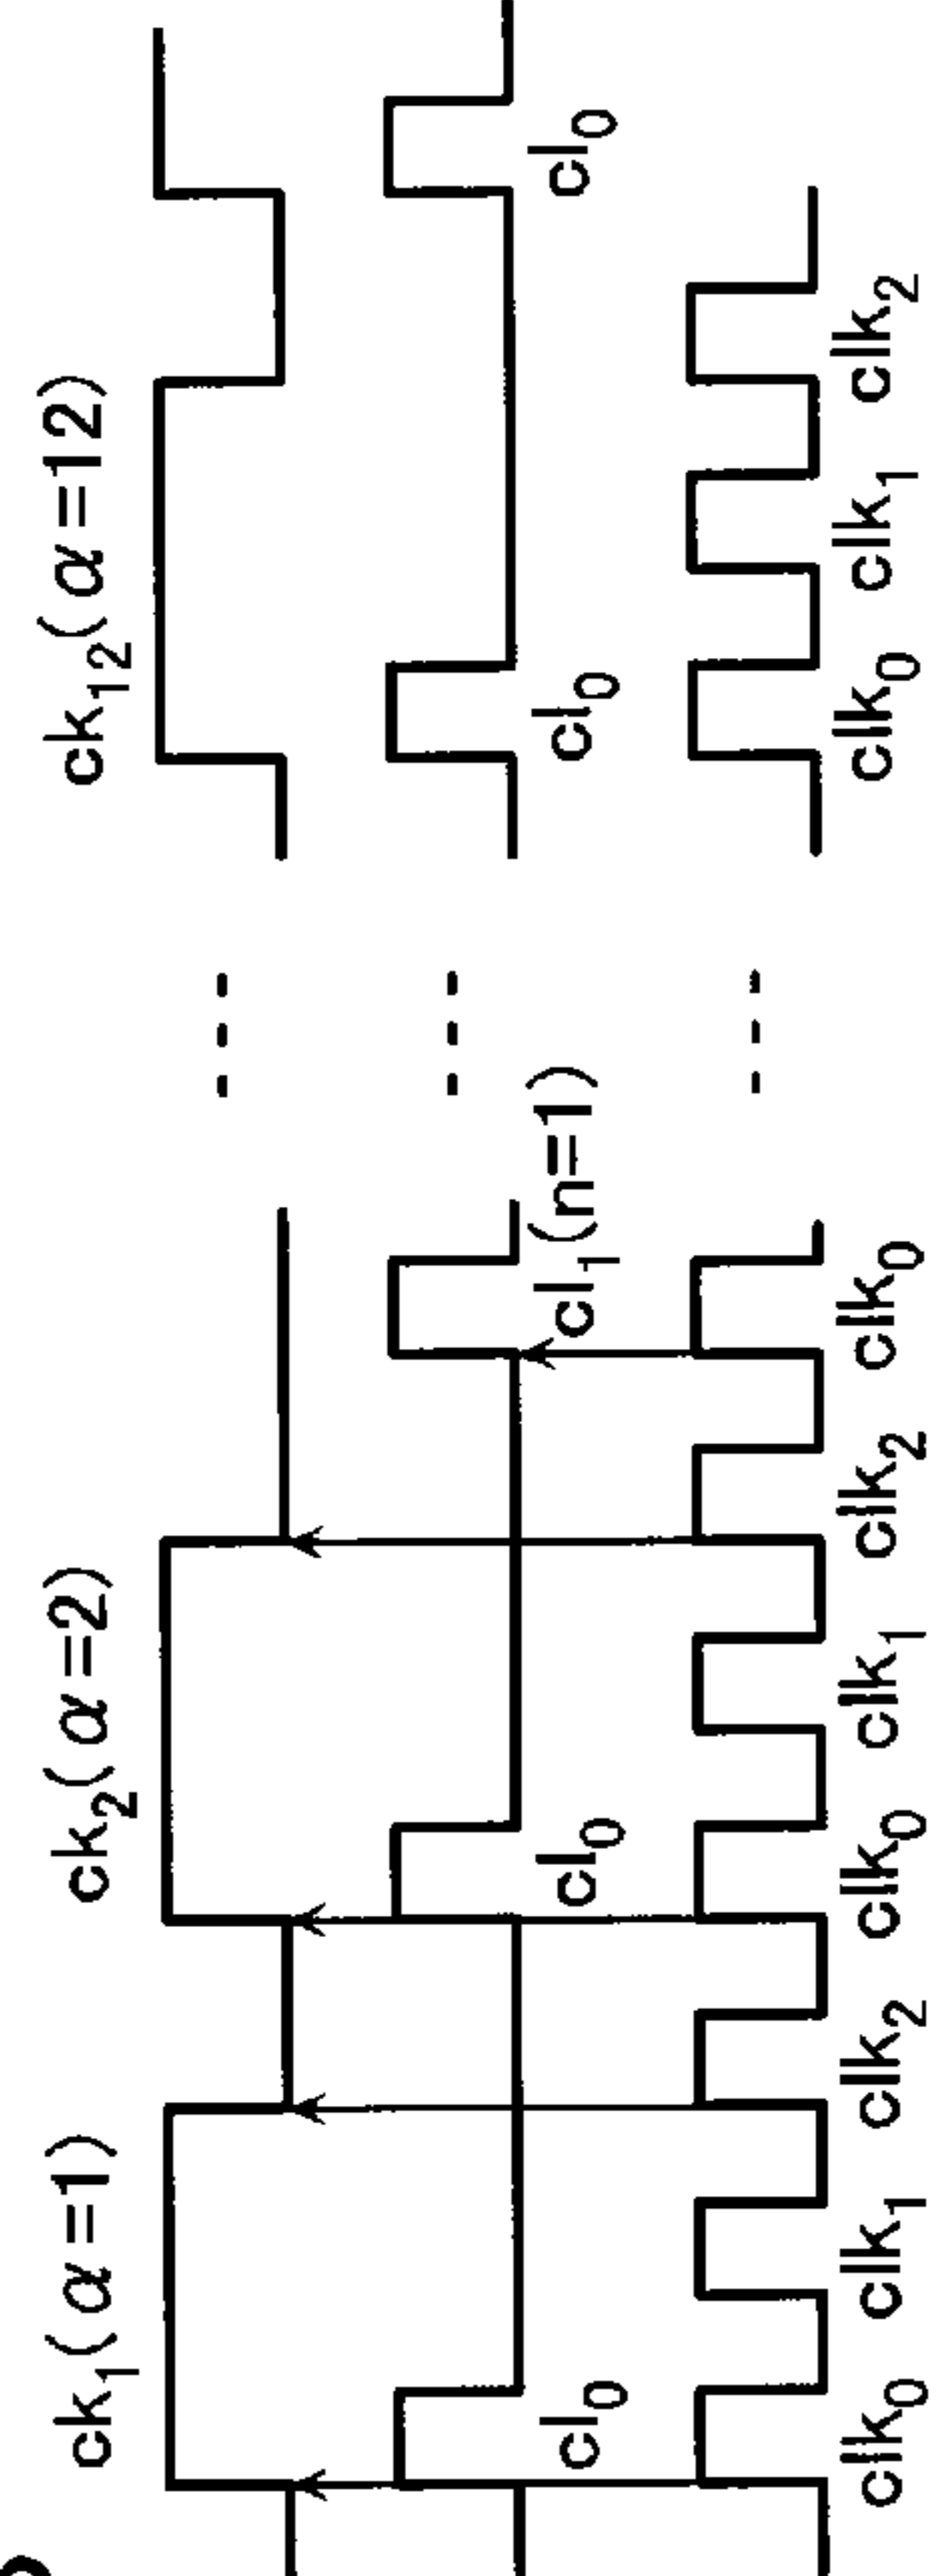 ck₁(α=1)
ck₂(α=2)
ck₁₂(α=12)
cl₀
cl₀
cl₁(n=1)
cl₀
cl₀
clk₀
clk₁
clk₂
clk₀
clk₁
clk₂
clk₀
clk₀
clk₁
clk₂